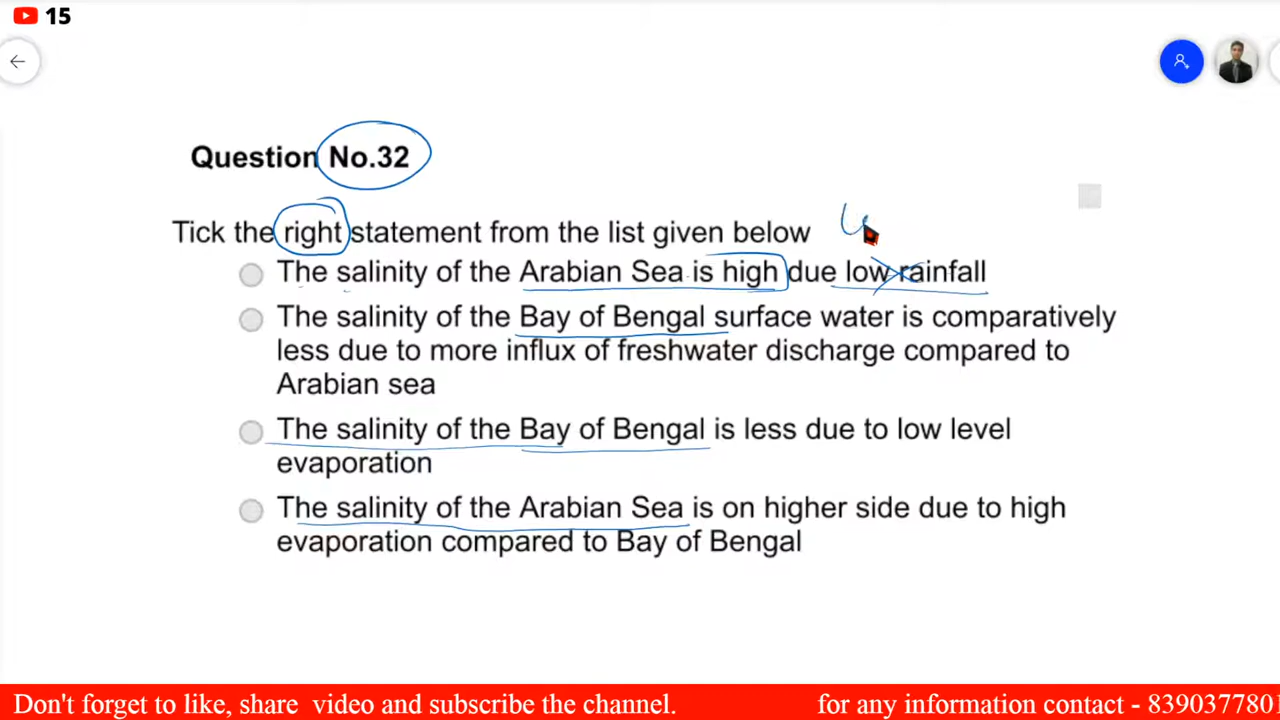 15
Question No.32
Tick the right statement from the list given below
The salinity of the Arabian Sea is high due low rainfall
The salinity of the Bay of Bengal surface water is comparatively
less due to more influx of freshwater discharge compared to
Arabian sea
The salinity of the Bay of Bengal is less due to low level
evaporation
The salinity of the Arabian Sea is on higher side due to high
evaporation compared to Bay of Bengal
Don't forget to like, share video and subscribe the channel. for any information contact - 8390377801